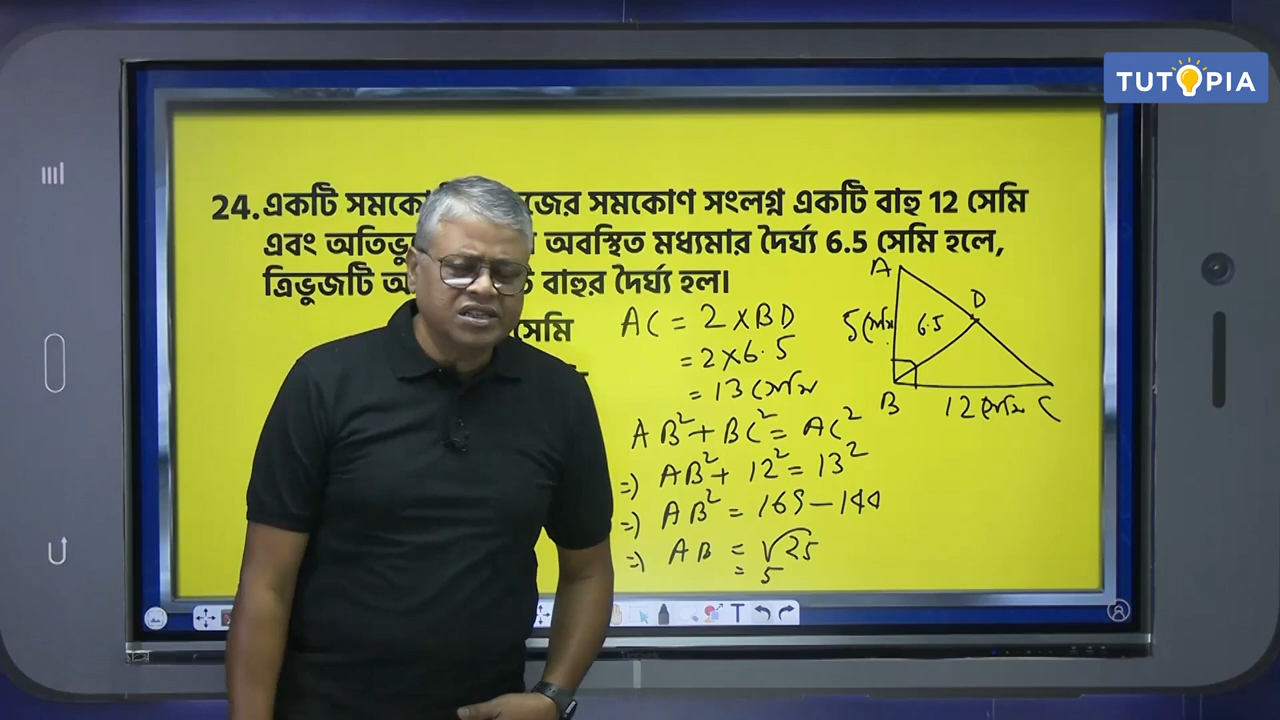 TUTOPIA
24. একটি সমকো জের সমকোণ সংলগ্ন একটি বাহু 12 সেমি
এবং অতিভু অবস্থিত মধ্যমার দৈর্ঘ্য 6.5 সেমি হলে,
ত্রিভুজটি বাহুর দৈর্ঘ্য হল।
সেমি
AC = 2 X BD
= 2 X 6.5
= 13 সেমি
AB² + BC² = AC²
=) AB² + 12² = 13²
=) AB² = 169 - 144
=) AB = √25
= 5
A
D
5 সেমি 6.5
B 12 সেমি C
T